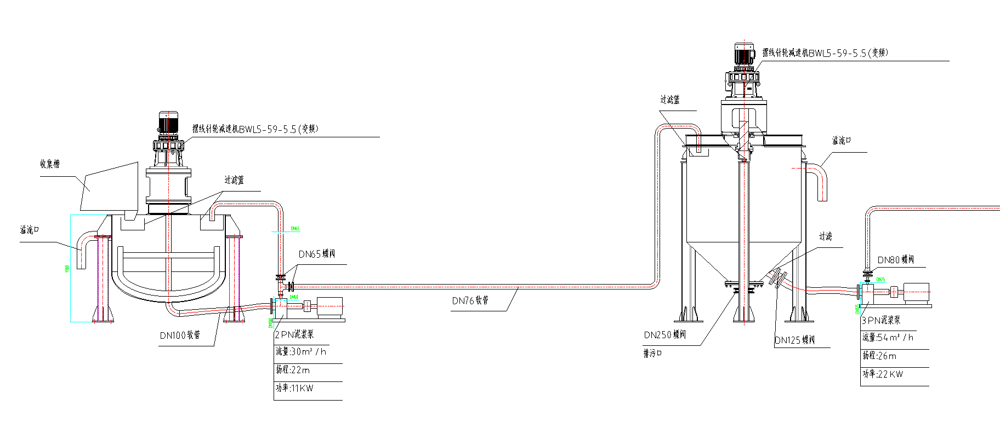 摆线针轮减速机BWL5-59-5.5(变频)
过滤篮
摆线针轮减速机BWL5-59-5.5(变频)
溢流口
收集槽
过滤篮
溢流口
DN65
过滤
DN65蝶阀
DN80蝶阀
1980
DN75
DN50
DN76软管
DN100
DN125
DN100软管
2PN泥浆泵
流量:30m³/h
扬程:22m
功率:11KW
DN250蝶阀
排污口
DN125蝶阀
3PN泥浆泵
流量:54m³/h
扬程:26m
功率:22KW